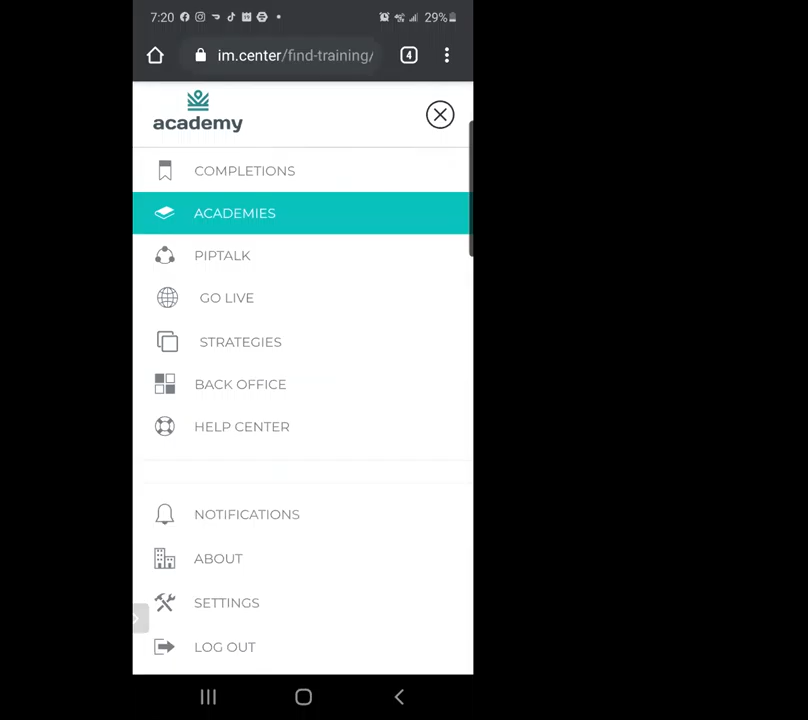 7:20
29%
im.center/find-training/
4
academy
COMPLETIONS
ACADEMIES
PIPTALK
GO LIVE
STRATEGIES
BACK OFFICE
HELP CENTER
NOTIFICATIONS
ABOUT
SETTINGS
LOG OUT